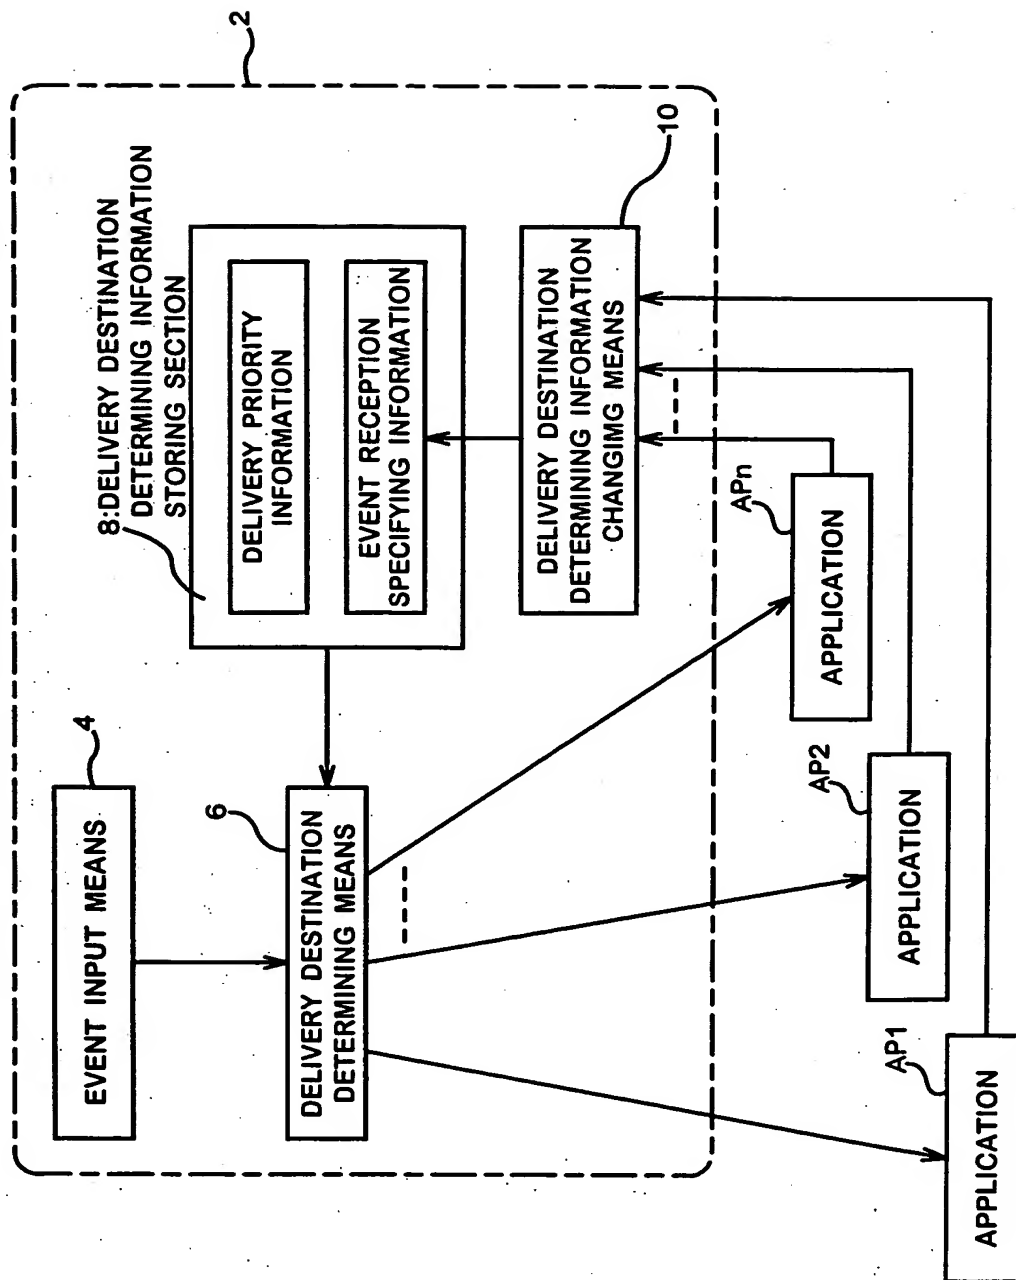 2
4
EVENT INPUT MEANS
6
DELIVERY DESTINATION
DETERMINING MEANS
8:DELIVERY DESTINATION
DETERMINING INFORMATION
STORING SECTION
DELIVERY PRIORITY
INFORMATION
EVENT RECEPTION
SPECIFYING INFORMATION
10
DELIVERY DESTINATION
DETERMINING INFORMATION
CHANGIMG MEANS
AP1
APPLICATION
AP2
APPLICATION
APn
APPLICATION